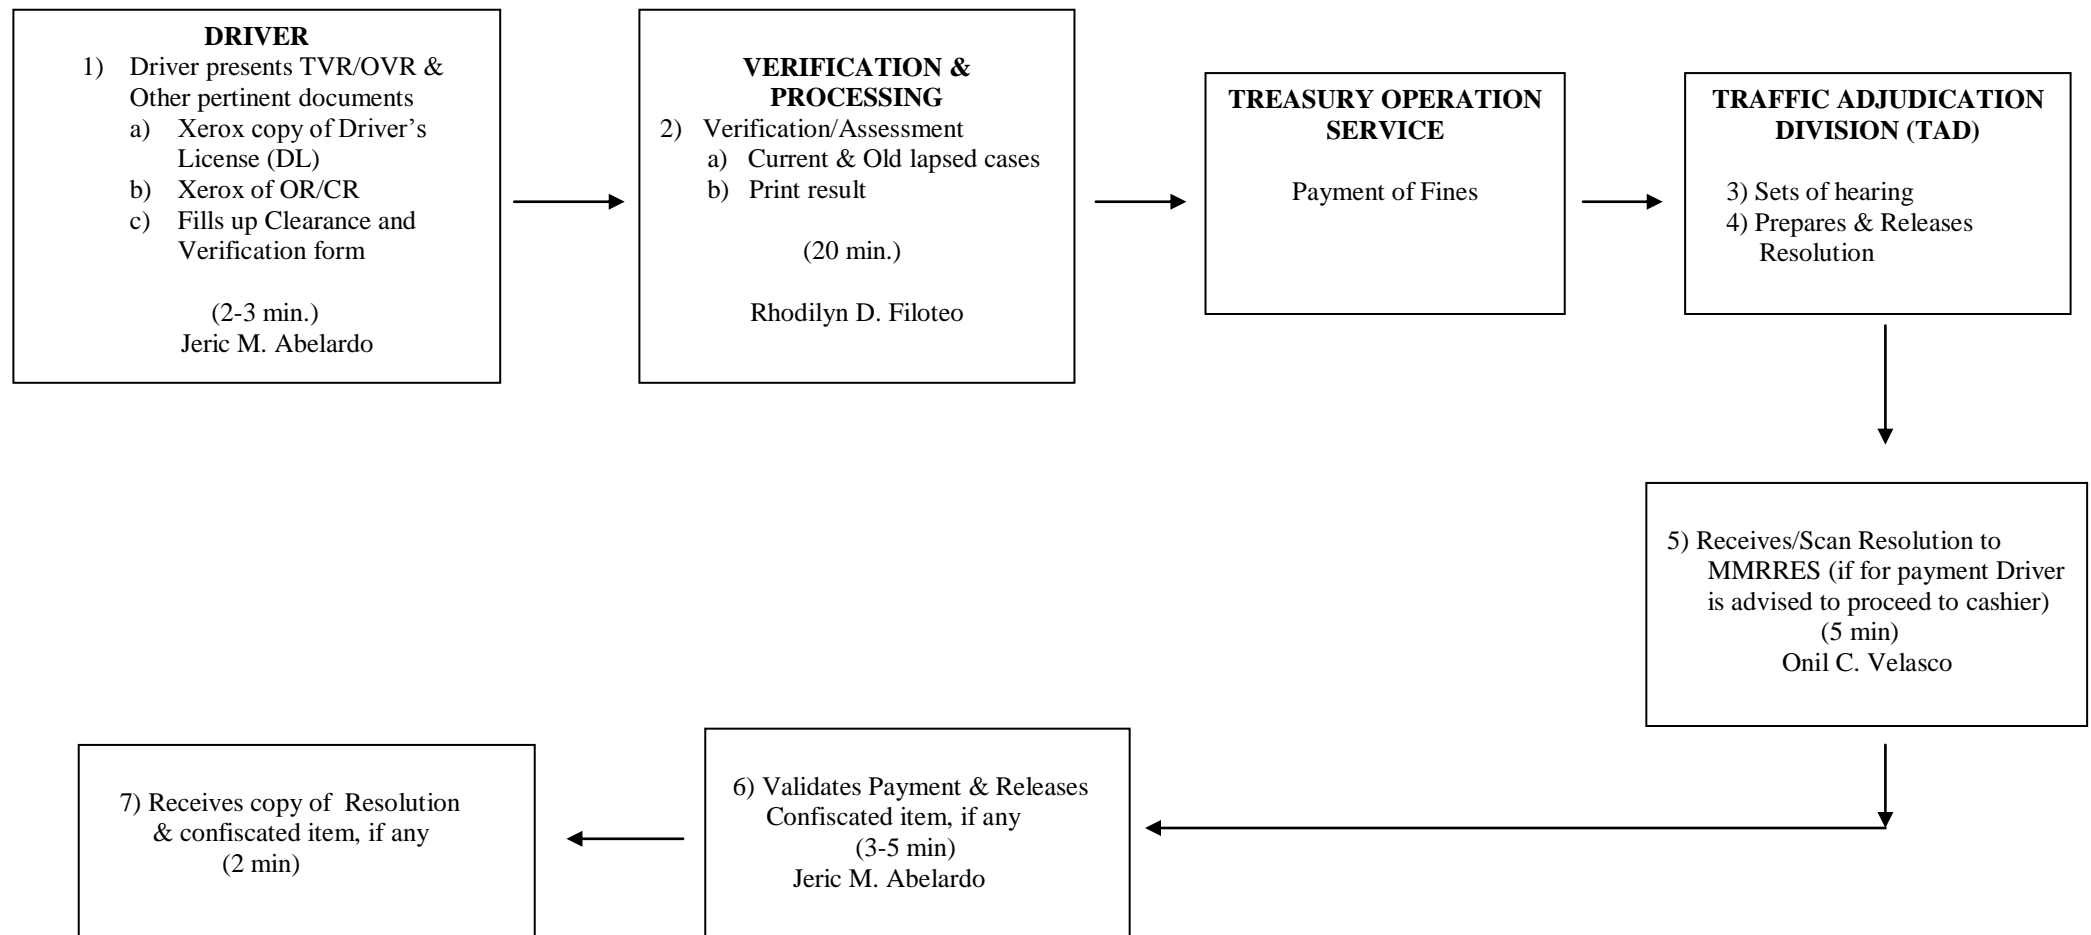 DRIVER
1) Driver presents TVR/OVR &
Other pertinent documents
a) Xerox copy of Driver’s
License (DL)
b) Xerox of OR/CR
c) Fills up Clearance and
Verification form
(2-3 min.)
Jeric M. Abelardo
VERIFICATION &
PROCESSING
2) Verification/Assessment
a) Current & Old lapsed cases
b) Print result
(20 min.)
Rhodilyn D. Filoteo
TREASURY OPERATION
SERVICE
Payment of Fines
TRAFFIC ADJUDICATION
DIVISION (TAD)
3) Sets of hearing
4) Prepares & Releases
Resolution
5) Receives/Scan Resolution to
MMRRES (if for payment Driver
is advised to proceed to cashier)
(5 min)
Onil C. Velasco
6) Validates Payment & Releases
Confiscated item, if any
(3-5 min)
Jeric M. Abelardo
7) Receives copy of Resolution
& confiscated item, if any
(2 min)